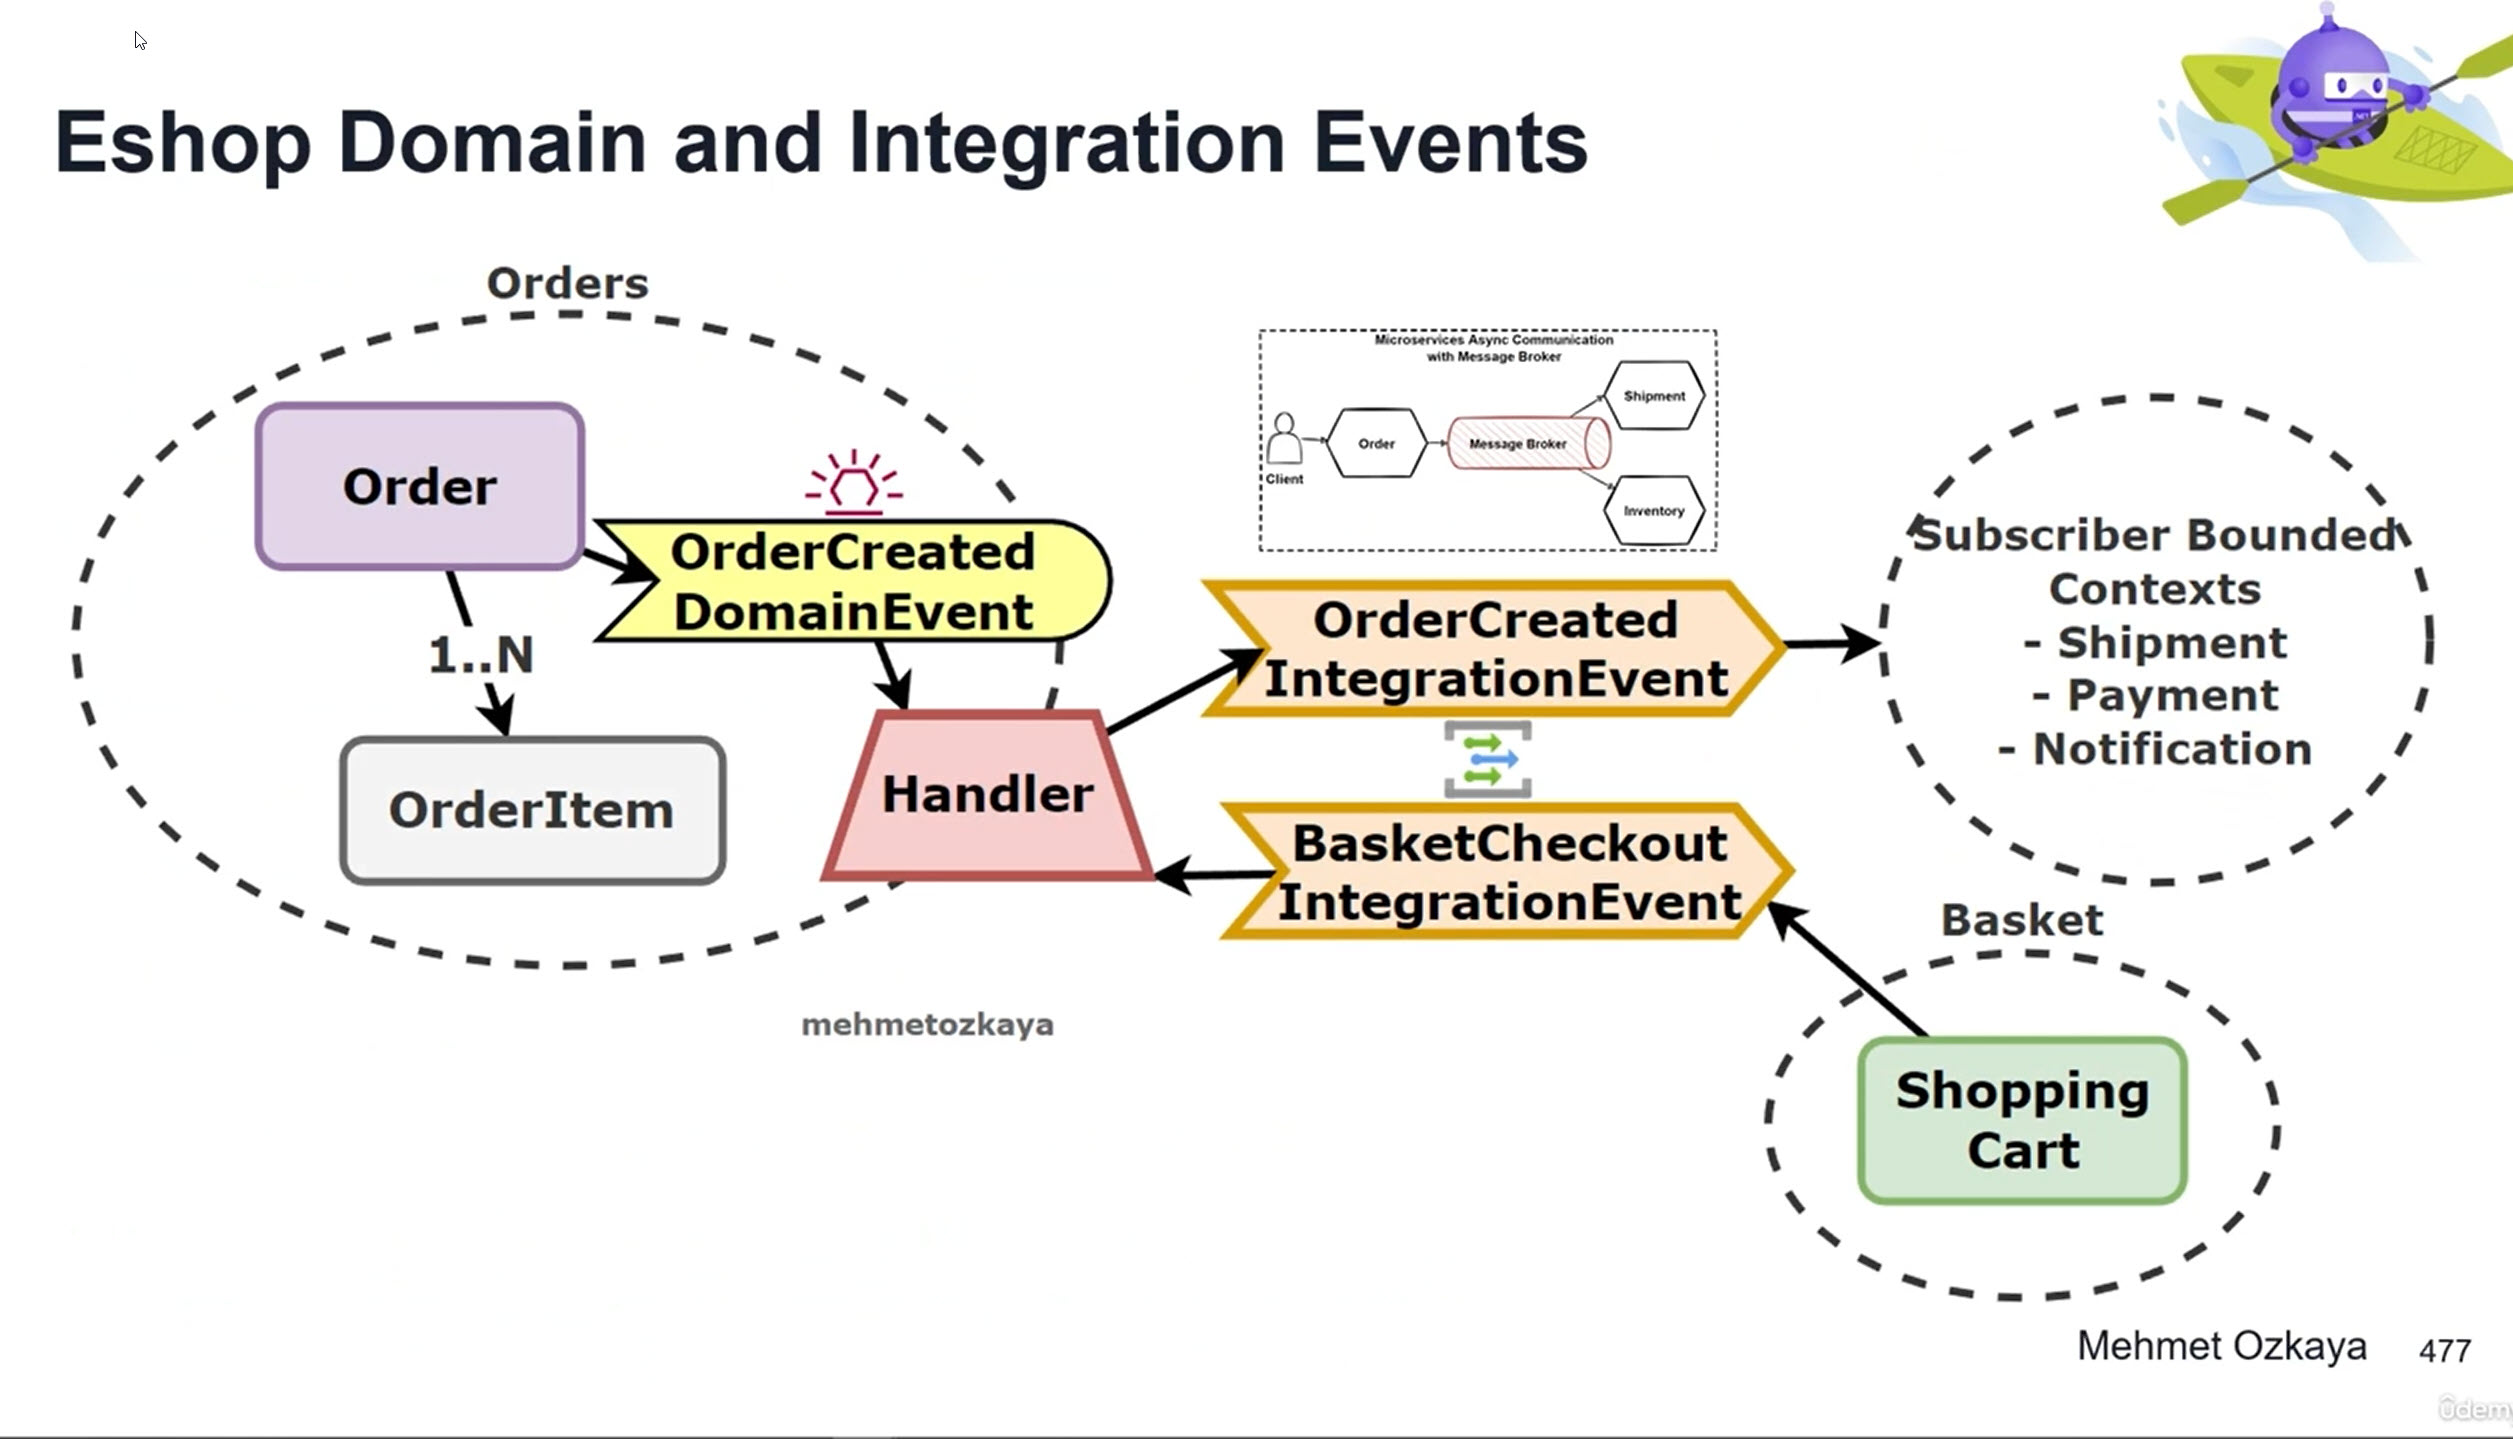 Eshop Domain and Integration Events
Orders
Order
OrderCreated
DomainEvent
1..N
OrderItem
Handler
Microservices Async Communication
with Message Broker
Client
Order
Message Broker
Shipment
Inventory
OrderCreated
IntegrationEvent
BasketCheckout
IntegrationEvent
Subscriber Bounded
Contexts
- Shipment
- Payment
- Notification
Basket
Shopping
Cart
mehmetozkaya
Mehmet Ozkaya 477
ûdemy